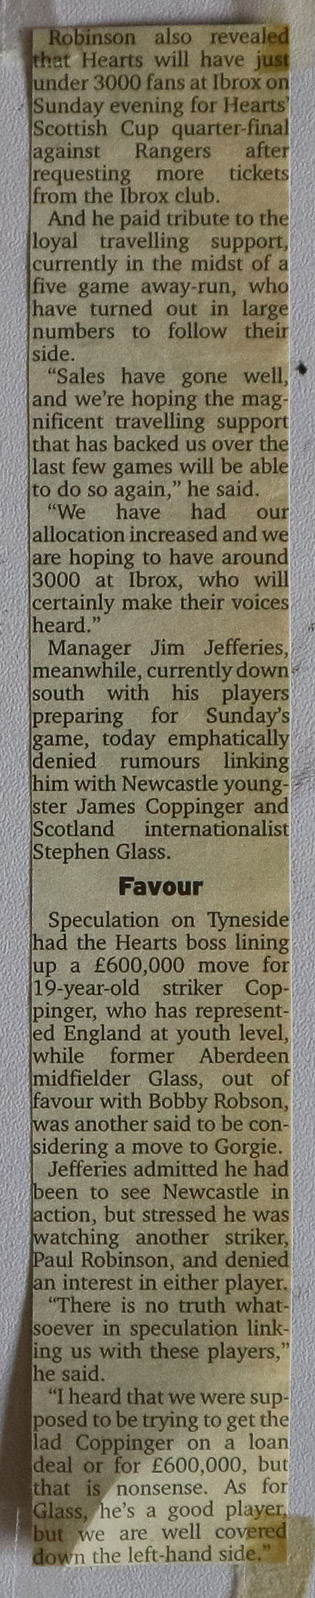 Robinson also revealed
that Hearts will have just
under 3000 fans at Ibrox on
Sunday evening for Hearts'
Scottish Cup quarter-final
against Rangers after
requesting more tickets
from the Ibrox club.
And he paid tribute to the
loyal travelling support,
currently in the midst of a
five game away-run, who
have turned out in large
numbers to follow their
side.
“Sales have gone well,
and we're hoping the mag-
nificent travelling support
that has backed us over the
last few games will be able
to do so again,” he said.
“We have had our
allocation increased and we
are hoping to have around
3000 at Ibrox, who will
certainly make their voices
heard.”
Manager Jim Jefferies,
meanwhile, currently down
south with his players
preparing for Sunday's
game, today emphatically
denied rumours linking
him with Newcastle young-
ster James Coppinger and
Scotland internationalist
Stephen Glass.
Favour
Speculation on Tyneside
had the Hearts boss lining
up a £600,000 move for
19-year-old striker Cop-
pinger, who has represent-
ed England at youth level,
while former Aberdeen
midfielder Glass, out of
favour with Bobby Robson,
was another said to be con-
sidering a move to Gorgie.
Jefferies admitted he had
been to see Newcastle in
action, but stressed he was
watching another striker,
Paul Robinson, and denied
an interest in either player.
“There is no truth what-
soever in speculation link-
ing us with these players,”
he said.
“I heard that we were sup-
posed to be trying to get the
lad Coppinger on a loan
deal or for £600,000, but
that is nonsense. As for
Glass, he's a good player,
but we are well covered
down the left-hand side.”